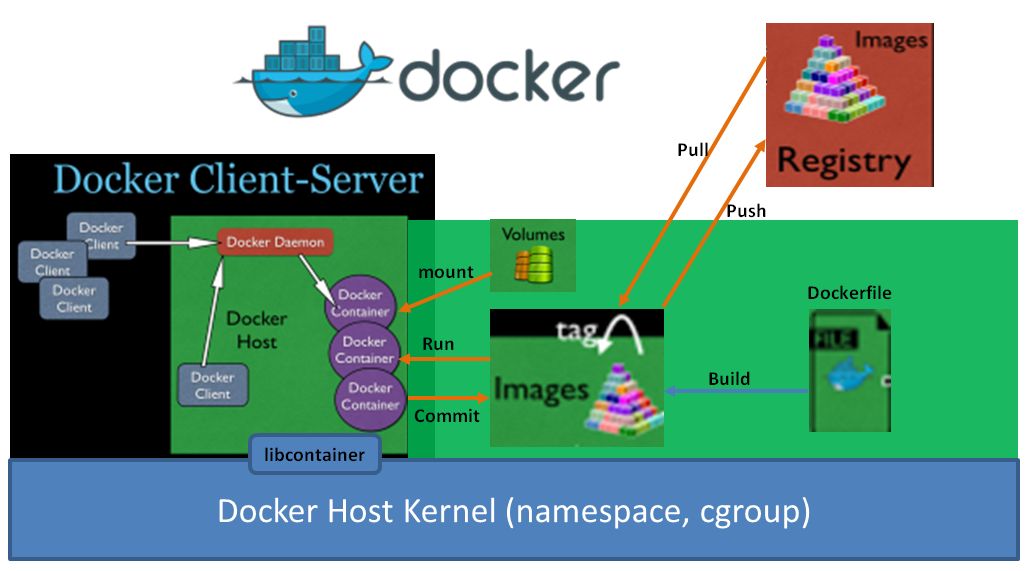 docker
Images
Registry
Pull
Push
Docker Client-Server
Docker
Client
Docker
Client
Docker
Client
Docker Daemon
Docker
Host
Docker
Client
Docker
Container
Docker
Container
Docker
Container
Volumes
mount
Run
Commit
tag
Images
Build
Dockerfile
FILE
libcontainer
Docker Host Kernel (namespace, cgroup)